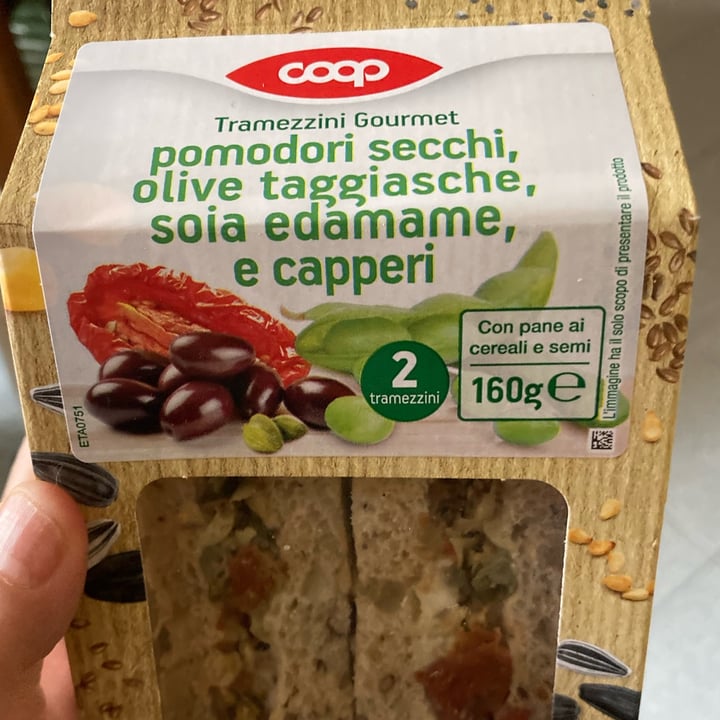 coop
Tramezzini Gourmet
pomodori secchi,
olive taggiasche,
soia edamame,
e capperi
2
tramezzini
Con pane ai
cereali e semi
160g e
L'immagine ha il solo scopo di presentare il prodotto
ETA0751